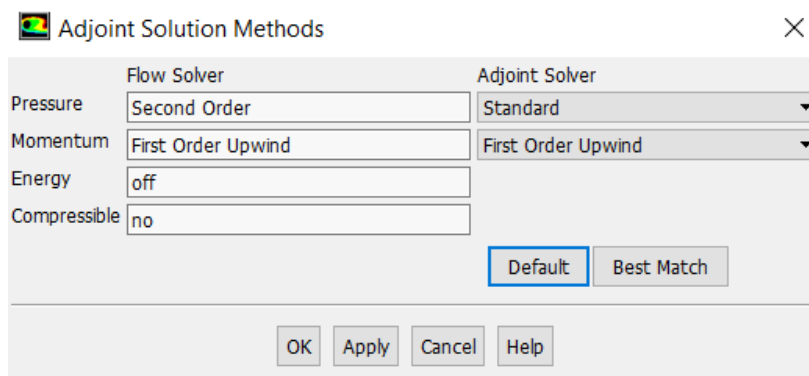 Adjoint Solution Methods
Flow Solver Adjoint Solver
Pressure Second Order Standard
Momentum First Order Upwind First Order Upwind
Energy off
Compressible no
Default Best Match
OK Apply Cancel Help